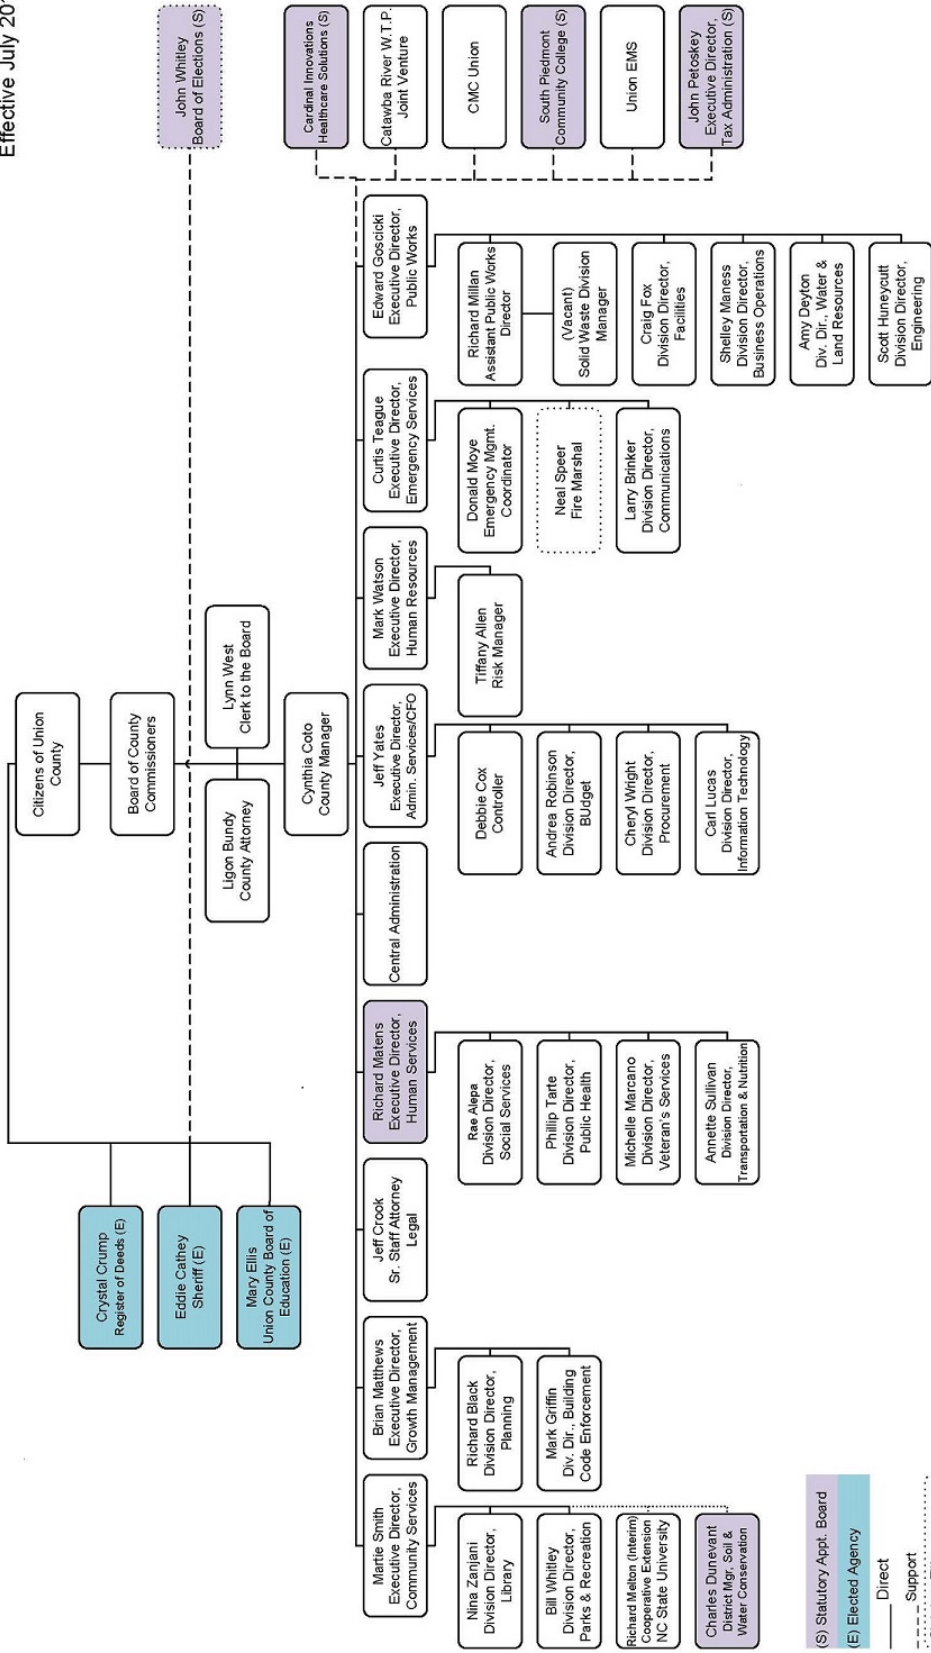 Effective July 20
Citizens of Union
County
Board of County
Commissioners
John Whitley
Board of Elections (S)
Crystal Crump
Register of Deeds (E)
Eddie Cathey
Sheriff (E)
Mary Ellis
Union County Board of
Education (E)
Ligon Bundy
County Attorney
Lynn West
Clerk to the Board
Cynthia Coto
County Manager
Cardinal Innovations
Healthcare Solutions (S)
Catawba River W.T.P.
Joint Venture
CMC Union
South Piedmont
Community College (S)
Union EMS
John Petoskey
Executive Director,
Tax Administration (S)
Martie Smith
Executive Director,
Community Services
Nina Zanjani
Division Director,
Library
Bill Whitley
Division Director,
Parks & Recreation
Richard Melton (Interim)
Cooperative Extension
NC State University
Charles Dunevant
District Mgr. Soil &
Water Conservation
Brian Matthews
Executive Director,
Growth Management
Richard Black
Division Director,
Planning
Mark Griffin
Div. Dir., Building
Code Enforcement
Jeff Crook
Sr. Staff Attorney
Legal
Richard Matens
Executive Director,
Human Services
Rae Alepa
Division Director,
Social Services
Phillip Tarte
Division Director,
Public Health
Michelle Marcano
Division Director,
Veteran's Services
Annette Sullivan
Division Director,
Transportation & Nutrition
Central Administration
Jeff Yates
Executive Director,
Admin. Services/CFO
Debbie Cox
Controller
Andrea Robinson
Division Director,
BUdget
Cheryl Wright
Division Director,
Procurement
Carl Lucas
Division Director,
Information Technology
Mark Watson
Executive Director,
Human Resources
Tiffany Allen
Risk Manager
Curtis Teague
Executive Director,
Emergency Services
Donald Moye
Emergency Mgmt.
Coordinator
Neal Speer
Fire Marshal
Larry Brinker
Division Director,
Communications
Edward Goscicki
Executive Director,
Public Works
Richard Millan
Assistant Public Works
Director
(Vacant)
Solid Waste Division
Manager
Craig Fox
Division Director,
Facilities
Shelley Maness
Division Director,
Business Operations
Amy Deyton
Div. Dir., Water &
Land Resources
Scott Huneycutt
Division Director,
Engineering
(S) Statutory Appt. Board
(E) Elected Agency
Direct
Support